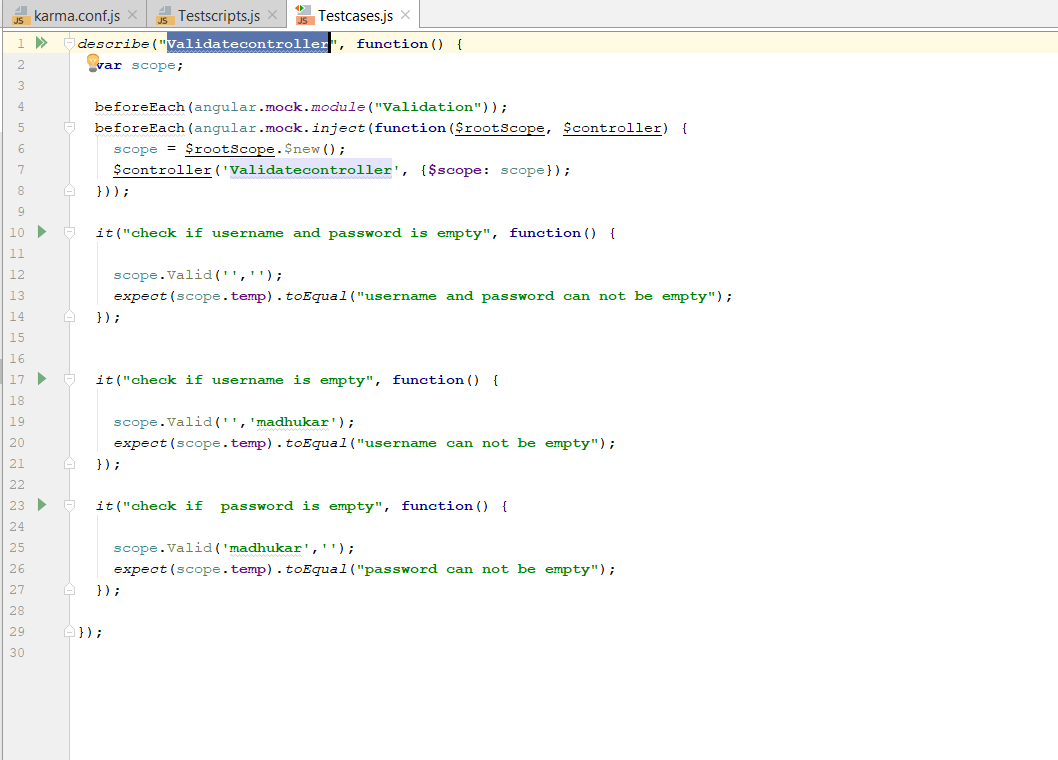 karma.conf.js Testscripts.js Testcases.js
1 describe("Validatecontroller", function() {
2 var scope;
3
4 beforeEach(angular.mock.module("Validation"));
5 beforeEach(angular.mock.inject(function($rootScope, $controller) {
6 scope = $rootScope.$new();
7 $controller('Validatecontroller', {$scope: scope});
8 }));
9
10 it("check if username and password is empty", function() {
11
12 scope.Valid('','');
13 expect(scope.temp).toEqual("username and password can not be empty");
14 });
15
16
17 it("check if username is empty", function() {
18
19 scope.Valid('','madhukar');
20 expect(scope.temp).toEqual("username can not be empty");
21 });
22
23 it("check if  password is empty", function() {
24
25 scope.Valid('madhukar','');
26 expect(scope.temp).toEqual("password can not be empty");
27 });
28
29 });
30